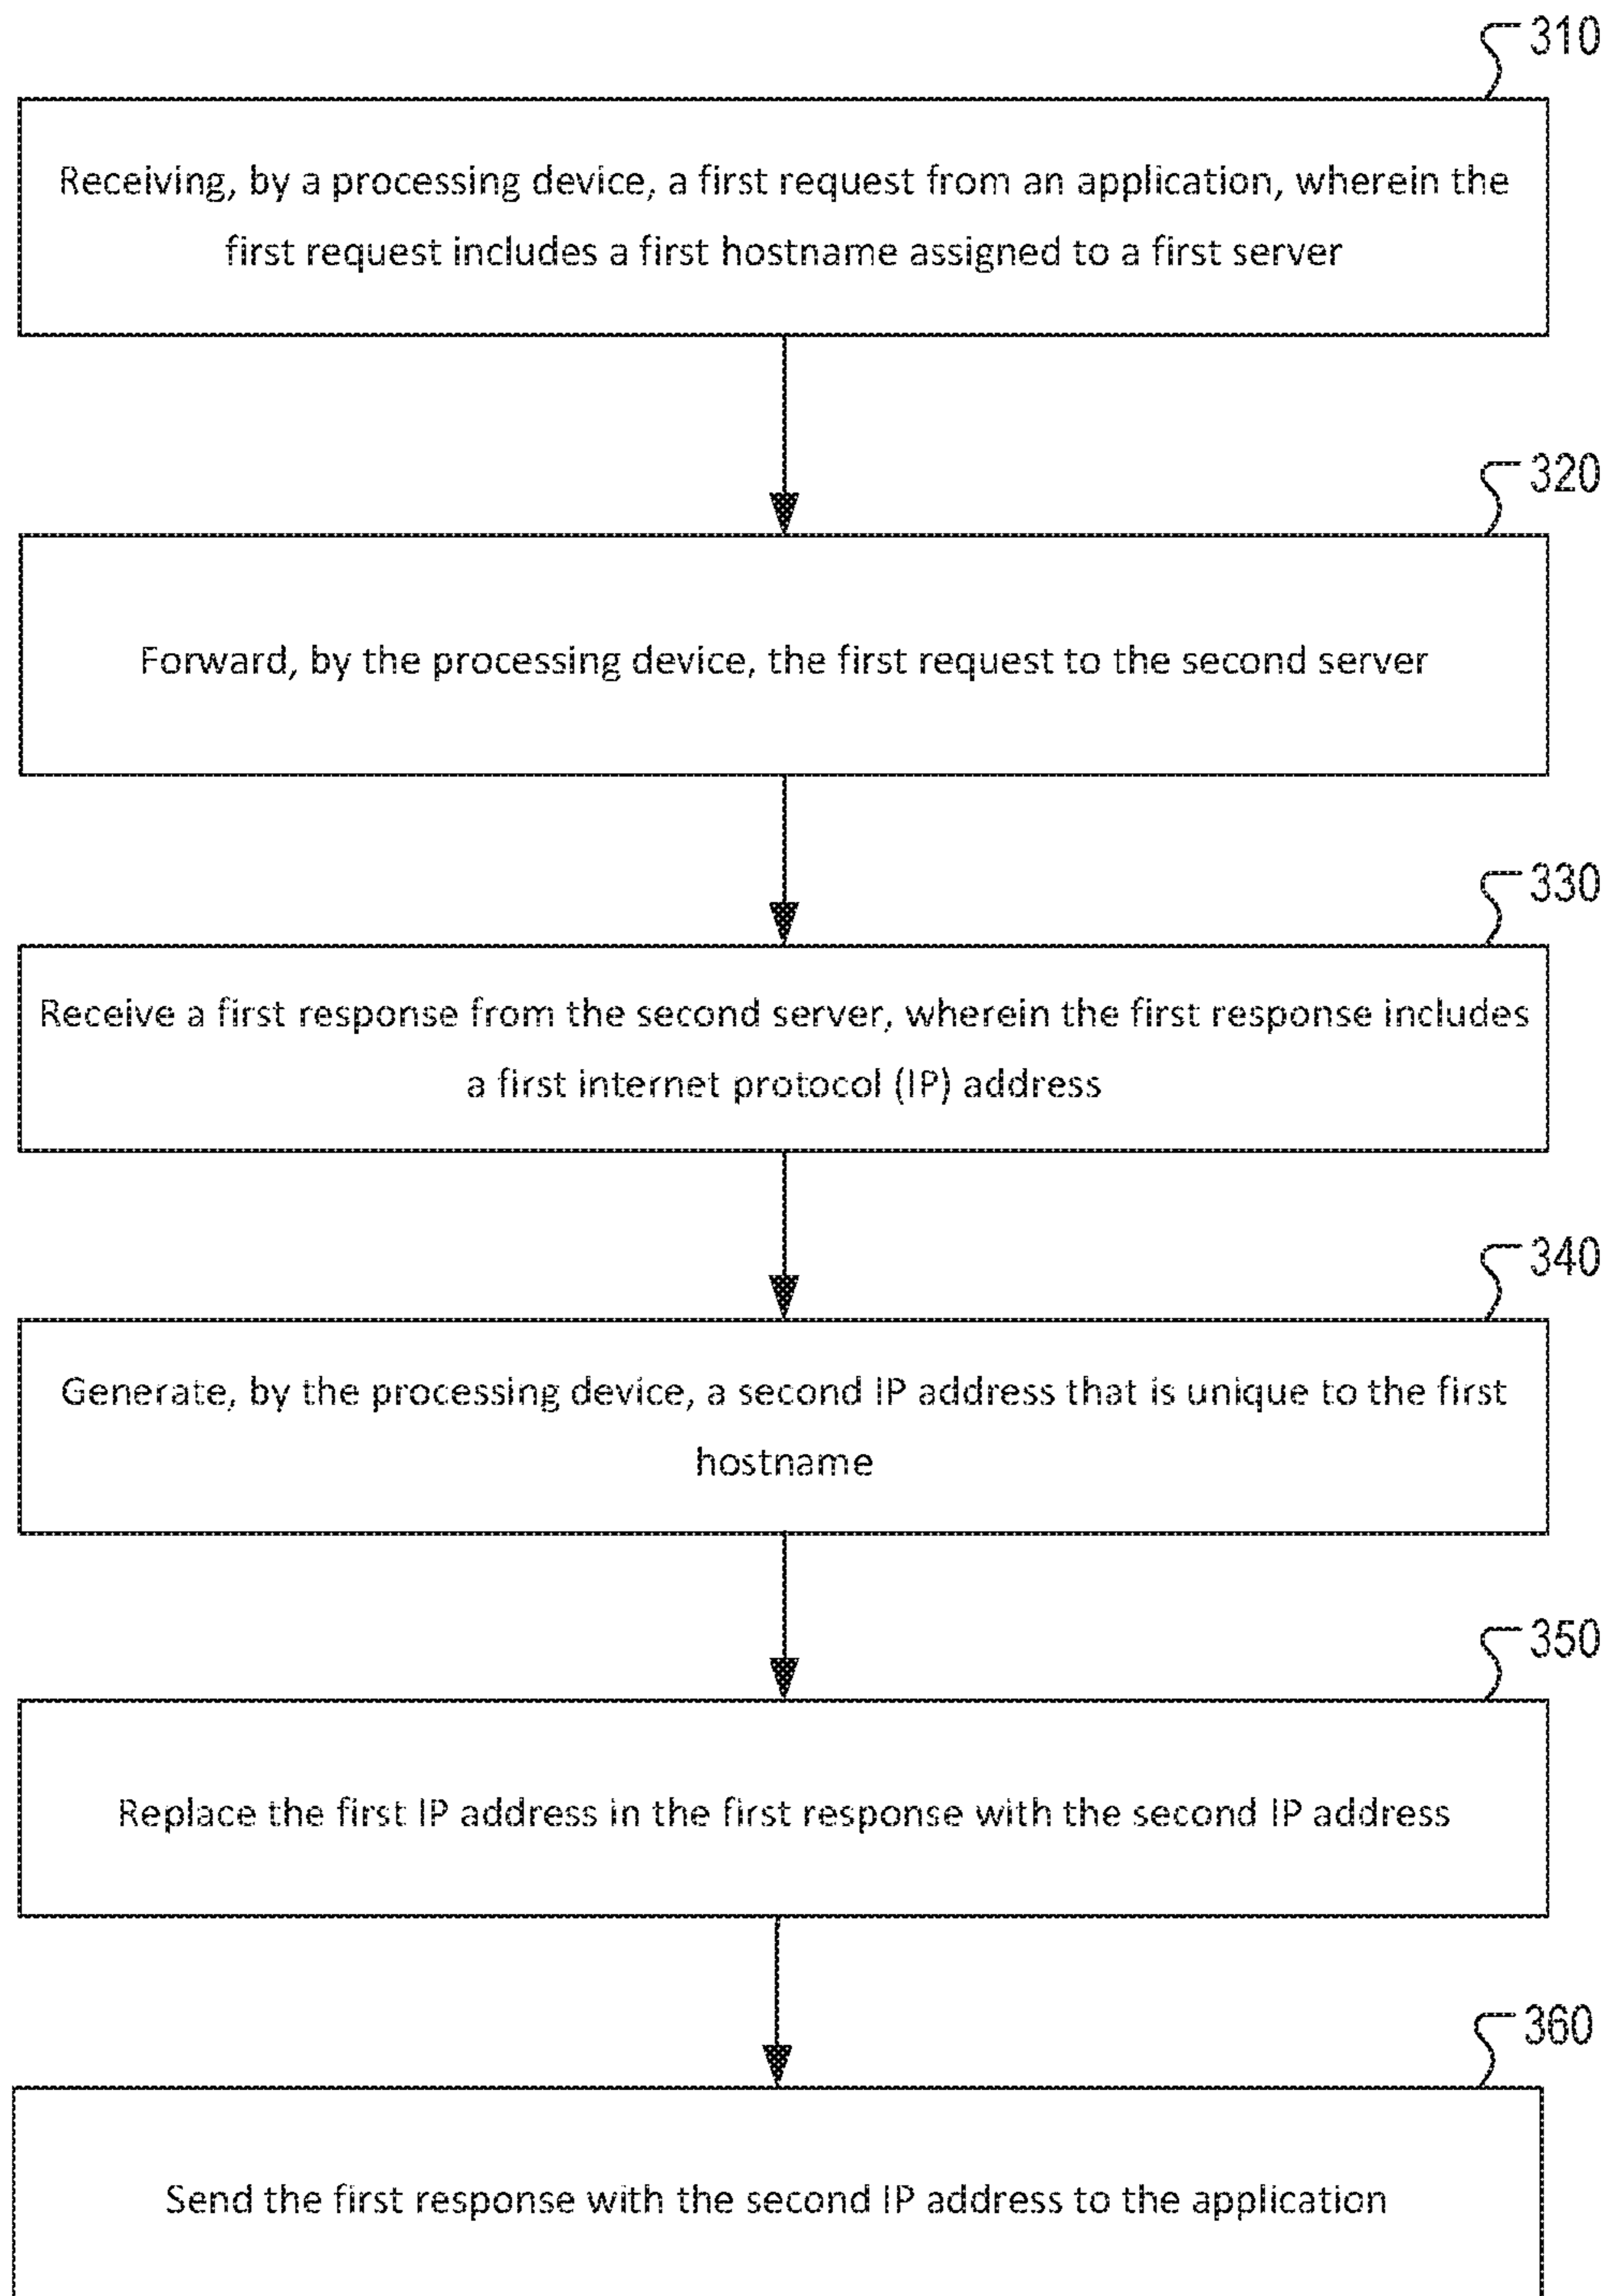 310
Receiving, by a processing device, a first request from an application, wherein the
first request includes a first hostname assigned to a first server
320
Forward, by the processing device, the first request to the second server
330
Receive a first response from the second server, wherein the first response includes
a first internet protocol (IP) address
340
Generate, by the processing device, a second IP address that is unique to the first
hostname
350
Replace the first IP address in the first response with the second IP address
360
Send the first response with the second IP address to the application